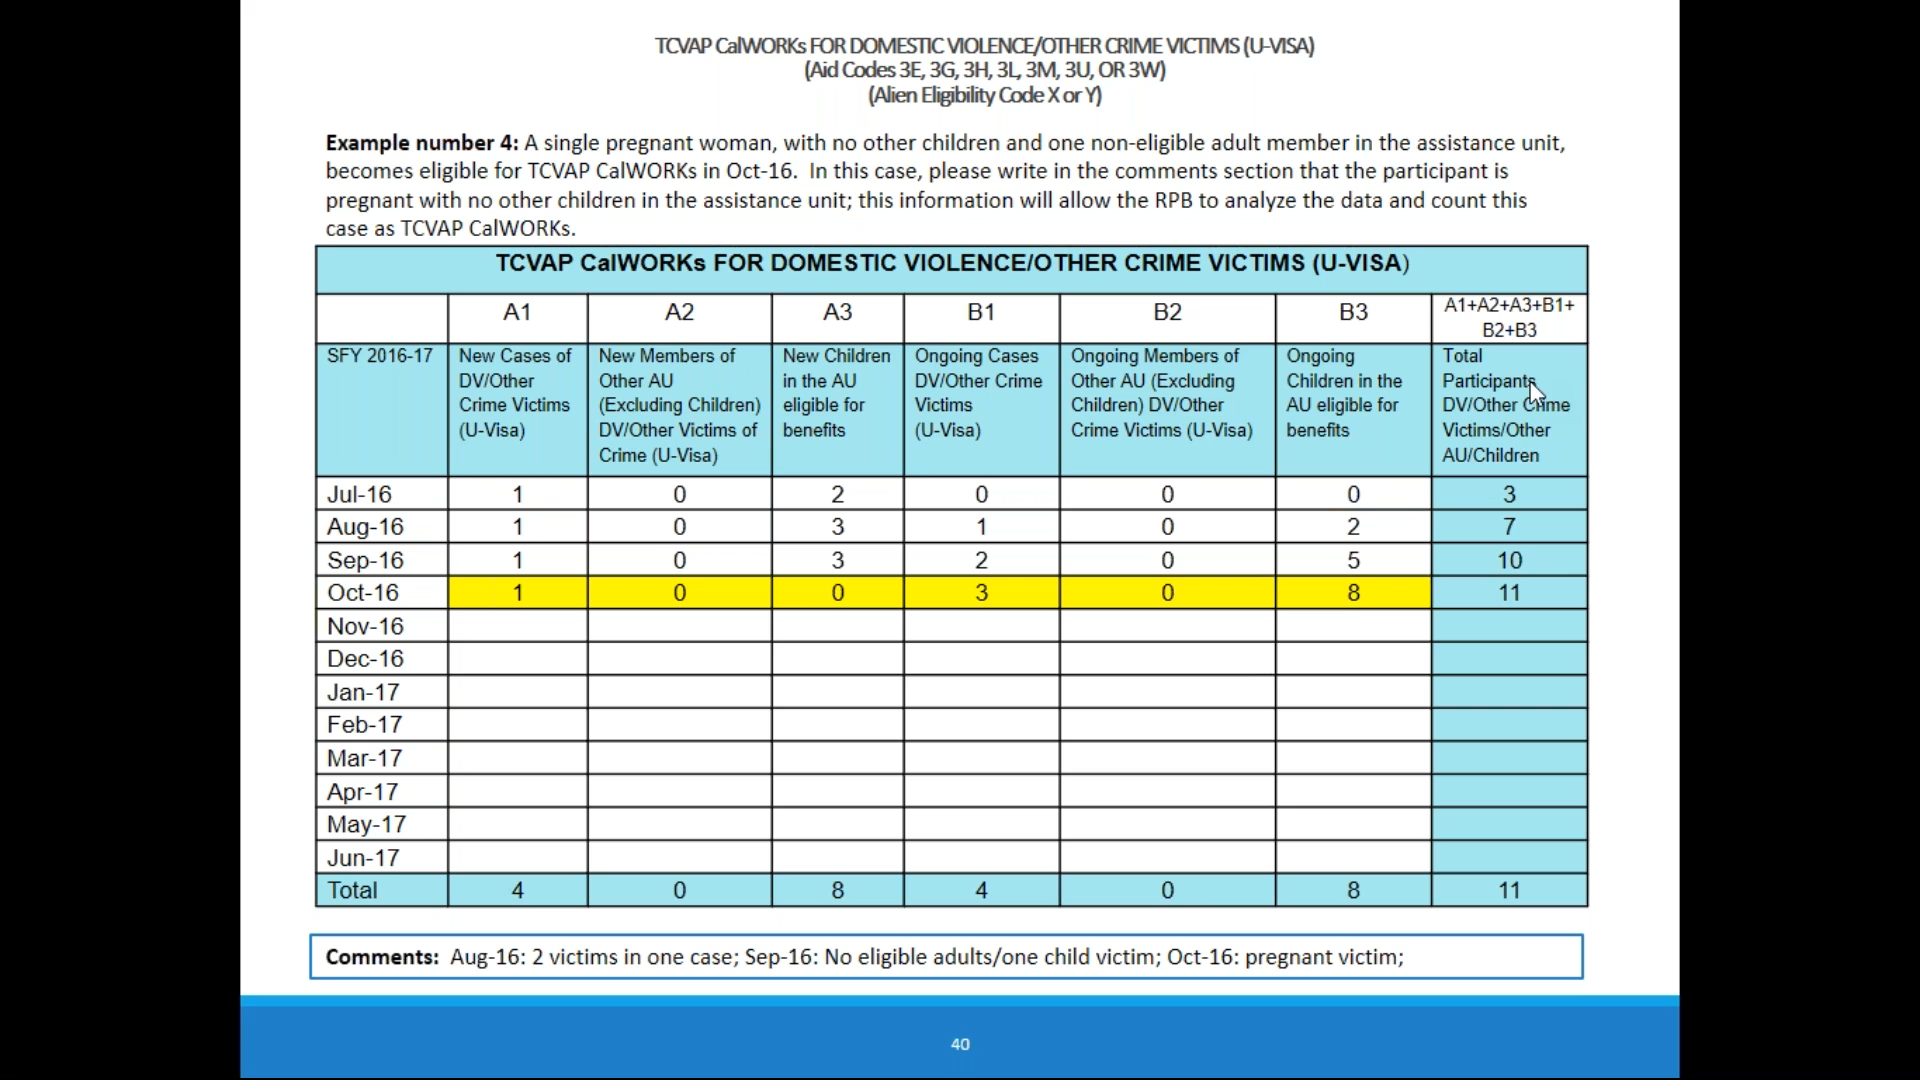 TCVAP CalWORKs FOR DOMESTIC VIOLENCE/OTHER CRIME VICTIMS (U-VISA)
(Aid Codes 3E, 3G, 3H, 3L, 3M, 3U, OR 3W)
(Alien Eligibility Code X or Y)
Example number 4: A single pregnant woman, with no other children and one non-eligible adult member in the assistance unit,
becomes eligible for TCVAP CalWORKs in Oct-16. In this case, please write in the comments section that the participant is
pregnant with no other children in the assistance unit; this information will allow the RPB to analyze the data and count this
case as TCVAP CalWORKs.
TCVAP CalWORKs FOR DOMESTIC VIOLENCE/OTHER CRIME VICTIMS (U-VISA)
A1 A2 A3 B1 B2 B3 A1+A2+A3+B1+
B2+B3
SFY 2016-17 New Cases of New Members of New Children Ongoing Cases Ongoing Members of Ongoing Total
DV/Other Other AU in the AU DV/Other Crime Other AU (Excluding Children in the Participants
Crime Victims (Excluding Children) eligible for Victims Children) DV/Other AU eligible for DV/Other Crime
(U-Visa) DV/Other Victims of benefits (U-Visa) Crime Victims (U-Visa) benefits Victims/Other
Crime (U-Visa) AU/Children
Jul-16 1 0 2 0 0 0 3
Aug-16 1 0 3 1 0 2 7
Sep-16 1 0 3 2 0 5 10
Oct-16 1 0 0 3 0 8 11
Nov-16
Dec-16
Jan-17
Feb-17
Mar-17
Apr-17
May-17
Jun-17
Total 4 0 8 4 0 8 11
Comments: Aug-16: 2 victims in one case; Sep-16: No eligible adults/one child victim; Oct-16: pregnant victim;
40